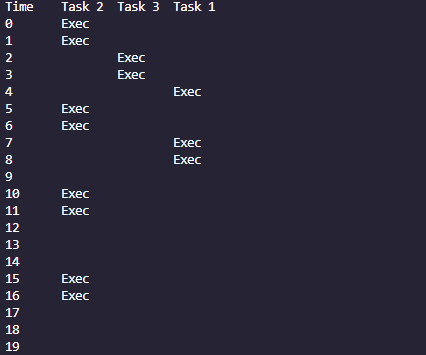 Time Task 2 Task 3 Task 1
0 Exec
1 Exec
2 Exec
3 Exec
4 Exec
5 Exec
6 Exec
7 Exec
8 Exec
9
10 Exec
11 Exec
12
13
14
15 Exec
16 Exec
17
18
19